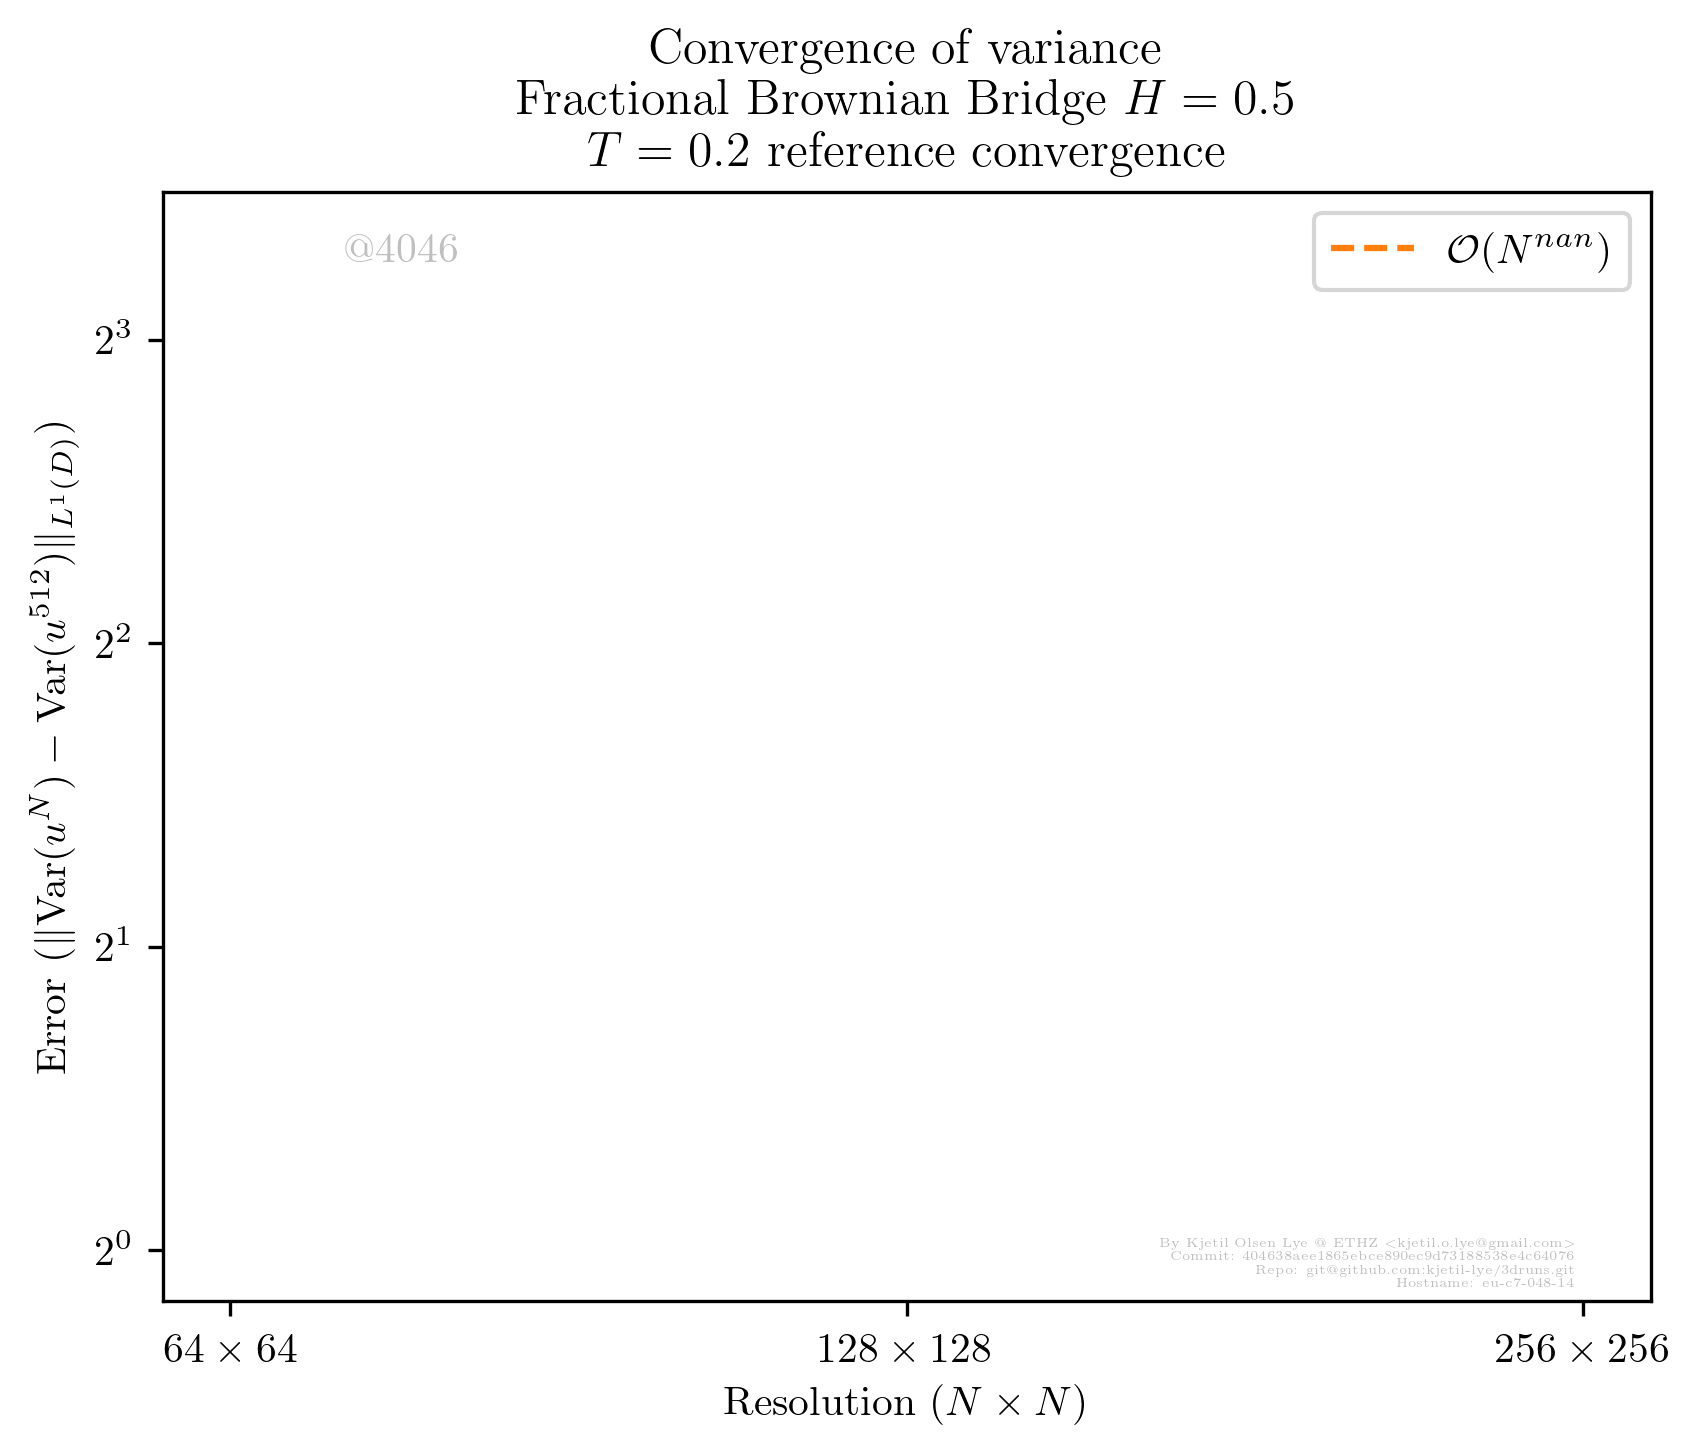 Convergence of variance
Fractional Brownian Bridge H = 0.5
T = 0.2 reference convergence
@4046
O(N^{nan})
2^3
2^2
2^1
2^0
Error (‖Var(u^N) − Var(u^{512})‖_{L^1(D)})
By Kjetil Olsen Lye @ ETHZ <kjetil.o.lye@gmail.com>
Commit: 404638aee1865ebce890ec9d73188538e4c64076
Repo: git@github.com:kjetil-lye/3druns.git
Hostname: eu-c7-048-14
64 × 64
128 × 128
256 × 256
Resolution (N × N)